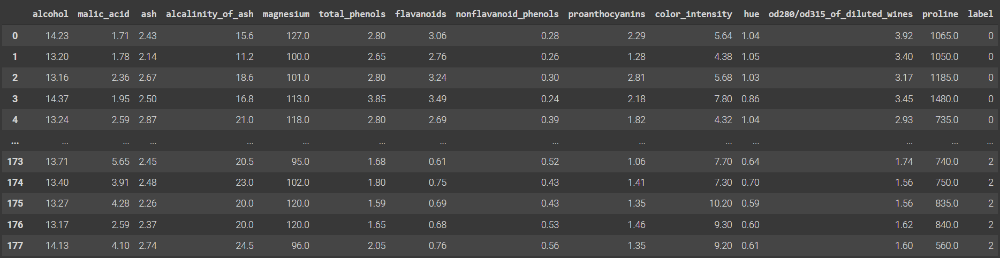 alcohol malic_acid ash alcalinity_of_ash magnesium total_phenols flavanoids nonflavanoid_phenols proanthocyanins color_intensity hue od280/od315_of_diluted_wines proline label
0 14.23 1.71 2.43 15.6 127.0 2.80 3.06 0.28 2.29 5.64 1.04 3.92 1065.0 0
1 13.20 1.78 2.14 11.2 100.0 2.65 2.76 0.26 1.28 4.38 1.05 3.40 1050.0 0
2 13.16 2.36 2.67 18.6 101.0 2.80 3.24 0.30 2.81 5.68 1.03 3.17 1185.0 0
3 14.37 1.95 2.50 16.8 113.0 3.85 3.49 0.24 2.18 7.80 0.86 3.45 1480.0 0
4 13.24 2.59 2.87 21.0 118.0 2.80 2.69 0.39 1.82 4.32 1.04 2.93 735.0 0
... ... ... ... ... ... ... ... ... ... ... ... ... ... ...
173 13.71 5.65 2.45 20.5 95.0 1.68 0.61 0.52 1.06 7.70 0.64 1.74 740.0 2
174 13.40 3.91 2.48 23.0 102.0 1.80 0.75 0.43 1.41 7.30 0.70 1.56 750.0 2
175 13.27 4.28 2.26 20.0 120.0 1.59 0.69 0.43 1.35 10.20 0.59 1.56 835.0 2
176 13.17 2.59 2.37 20.0 120.0 1.65 0.68 0.53 1.46 9.30 0.60 1.62 840.0 2
177 14.13 4.10 2.74 24.5 96.0 2.05 0.76 0.56 1.35 9.20 0.61 1.60 560.0 2